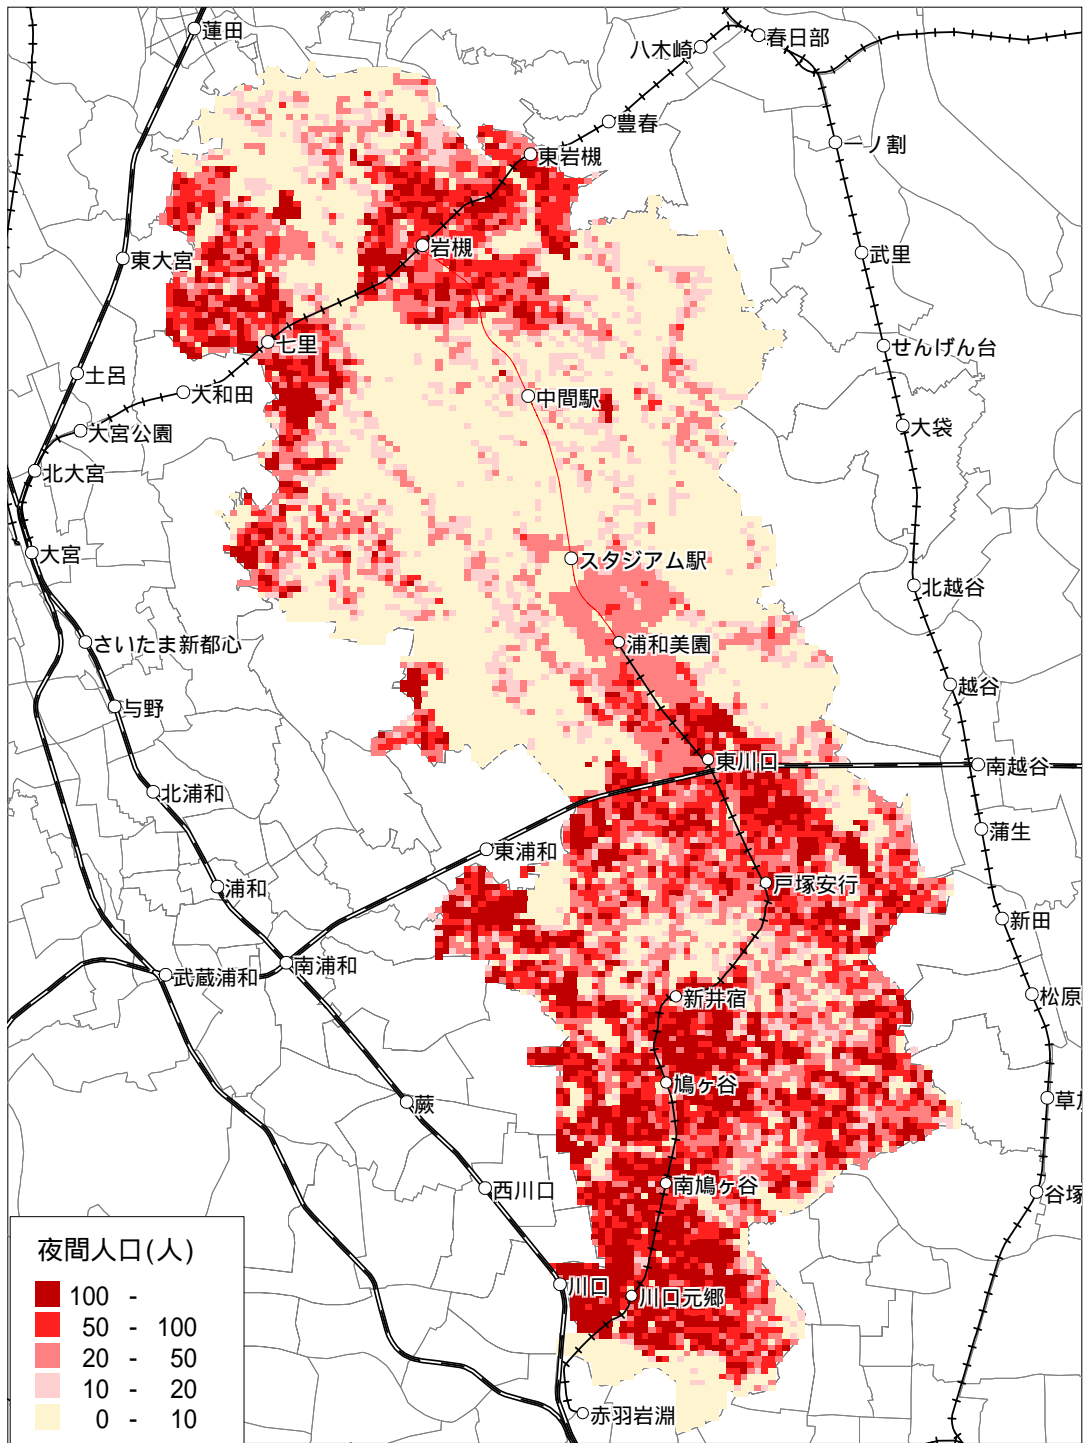 蓮田
春日部
八木崎
豊春
一ノ割
東岩槻
岩槻
武里
東大宮
七里
せんげん台
土呂
大和田
中間駅
大宮公園
大袋
北大宮
大宮
スタジアム駅
北越谷
さいたま新都心
浦和美園
越谷
与野
東川口
南越谷
北浦和
蒲生
東浦和
戸塚安行
浦和
新田
南浦和
武蔵浦和
新井宿
松原
鳩ヶ谷
蕨
草加
南鳩ヶ谷
西川口
谷塚
川口
川口元郷
赤羽岩淵
夜間人口(人)
100 -
50 - 100
20 - 50
10 - 20
0 - 10